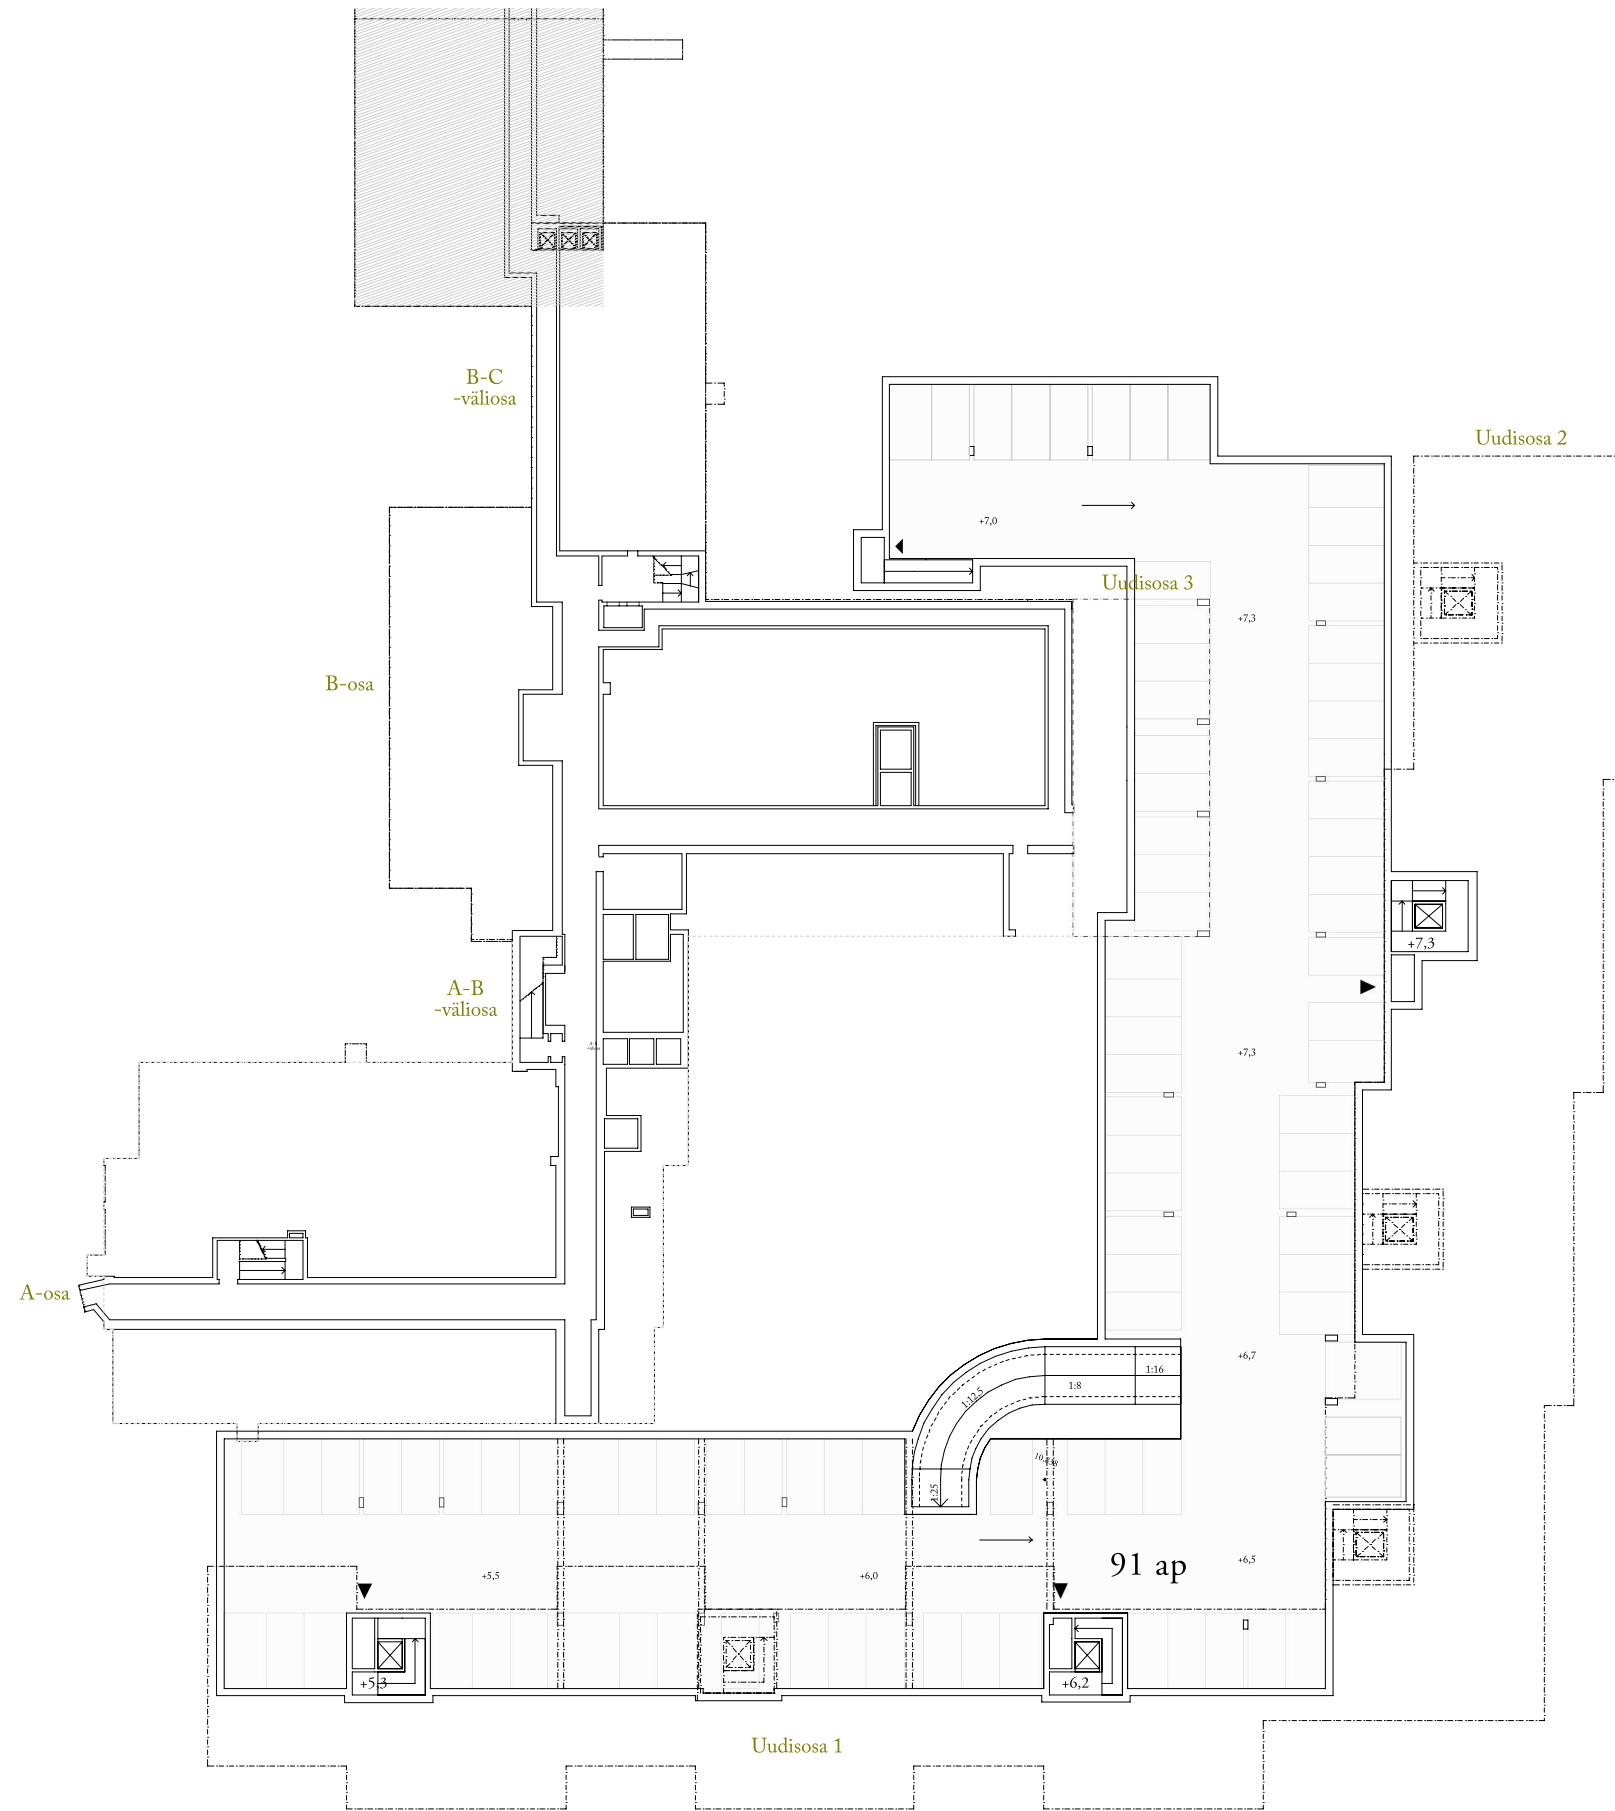 B-C
-väliosa
Uudisosa 2
+7,0
Uudisosa 3
+7,3
B-osa
+7,3
A-B
-väliosa
+7,3
A-osa
+6,7
1:16
1:8
1:12,5
1:25
91 ap
+6,5
+5,5
+6,0
+5,3
+6,2
Uudisosa 1